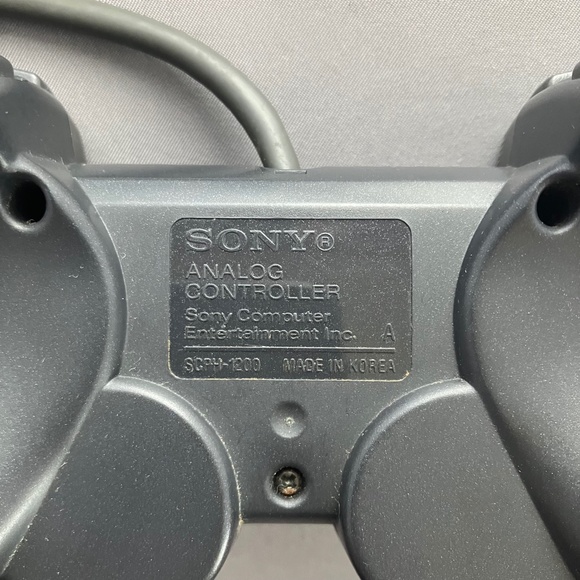 SONY®
ANALOG
CONTROLLER
Sony Computer
Entertainment Inc. A
SCPH-1200 MADE IN KOREA